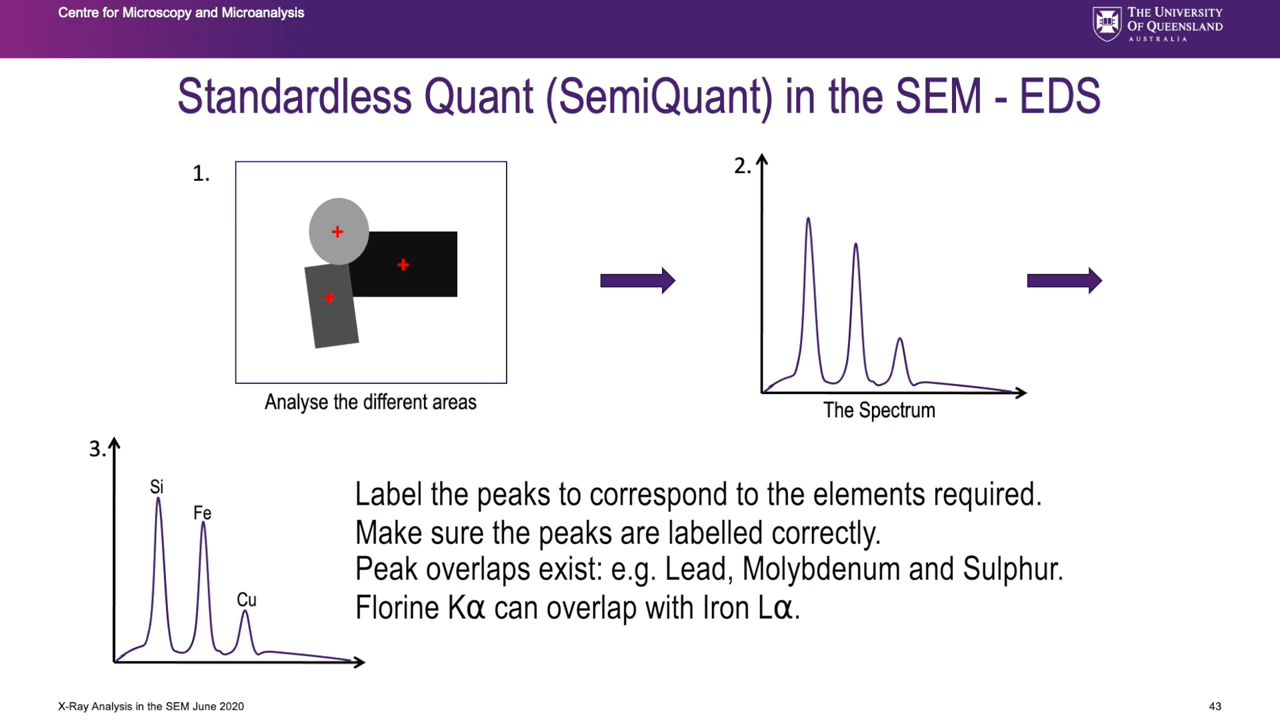 Centre for Microscopy and Microanalysis
THE UNIVERSITY
OF QUEENSLAND
AUSTRALIA
Standardless Quant (SemiQuant) in the SEM - EDS
1.
Analyse the different areas
2.
The Spectrum
3.
Si
Fe
Cu
Label the peaks to correspond to the elements required.
Make sure the peaks are labelled correctly.
Peak overlaps exist: e.g. Lead, Molybdenum and Sulphur.
Florine Kα can overlap with Iron Lα.
X-Ray Analysis in the SEM June 2020
43